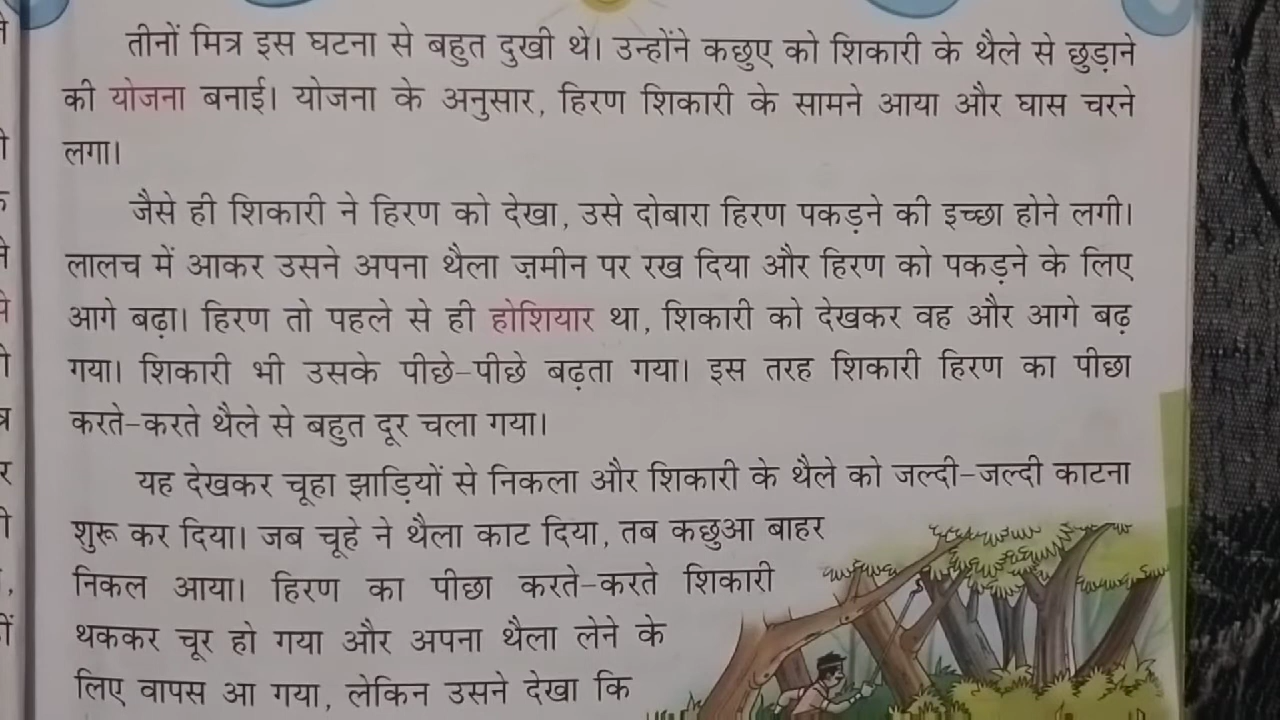 तीनों मित्र इस घटना से बहुत दुखी थे। उन्होंने कछुए को शिकारी के थैले से छुड़ाने
की योजना बनाई। योजना के अनुसार, हिरण शिकारी के सामने आया और घास चरने
लगा।
जैसे ही शिकारी ने हिरण को देखा, उसे दोबारा हिरण पकड़ने की इच्छा होने लगी।
लालच में आकर उसने अपना थैला ज़मीन पर रख दिया और हिरण को पकड़ने के लिए
आगे बढ़ा। हिरण तो पहले से ही होशियार था, शिकारी को देखकर वह और आगे बढ़
गया। शिकारी भी उसके पीछे-पीछे बढ़ता गया। इस तरह शिकारी हिरण का पीछा
करते-करते थैले से बहुत दूर चला गया।
यह देखकर चूहा झाड़ियों से निकला और शिकारी के थैले को जल्दी-जल्दी काटना
शुरू कर दिया। जब चूहे ने थैला काट दिया, तब कछुआ बाहर
निकल आया। हिरण का पीछा करते-करते शिकारी
थककर चूर हो गया और अपना थैला लेने के
लिए वापस आ गया, लेकिन उसने देखा कि